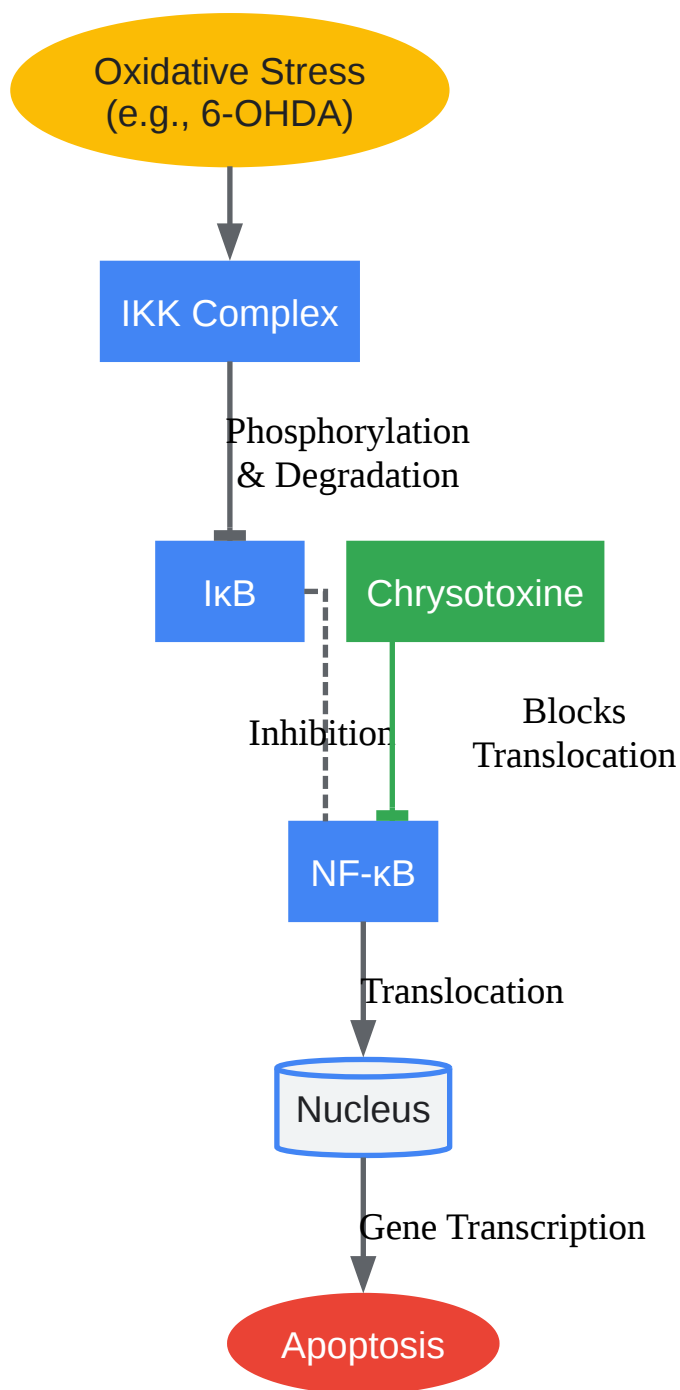 Oxidative Stress
(e.g., 6-OHDA)
IKK Complex
Phosphorylation
& Degradation
IκB
Chrysotoxine
Inhibition
Blocks
Translocation
NF-κB
Translocation
Nucleus
Gene Transcription
Apoptosis